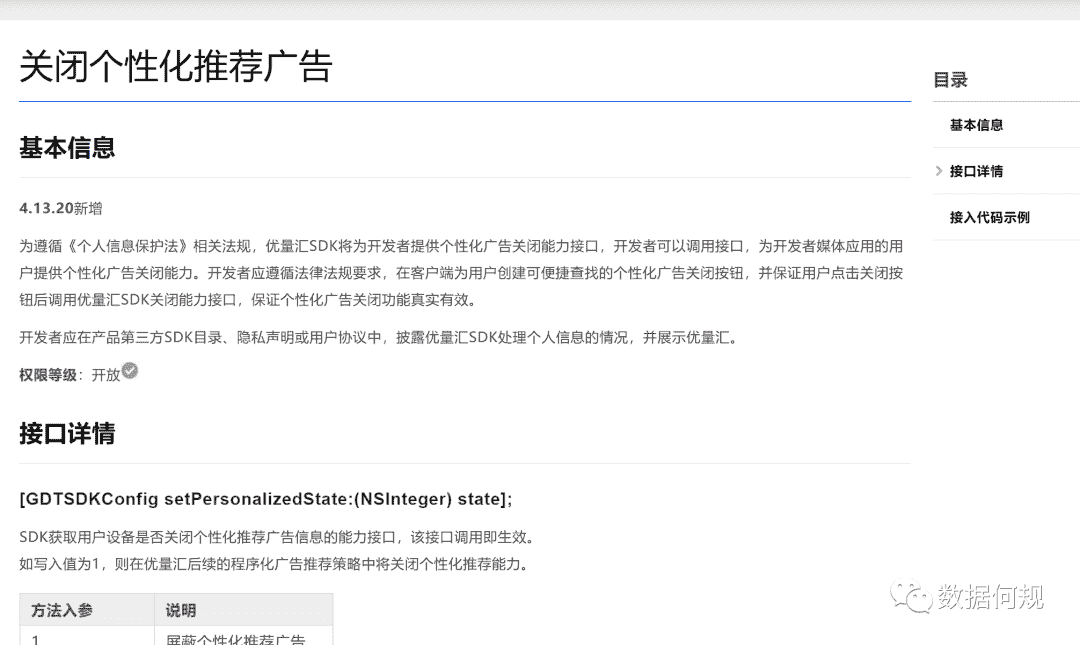 关闭个性化推荐广告
基本信息
4.13.20新增
为遵循《个人信息保护法》相关法规，优量汇SDK将为开发者提供个性化广告关闭能力接口，开发者可以调用接口，为开发者媒体应用的用
户提供个性化广告关闭能力。开发者应遵循法律法规要求，在客户端为用户创建可便捷查找的个性化广告关闭按钮，并保证用户点击关闭按
钮后调用优量汇SDK关闭能力接口，保证个性化广告关闭功能真实有效。
开发者应在产品第三方SDK目录、隐私声明或用户协议中，披露优量汇SDK处理个人信息的情况，并展示优量汇。
权限等级：开放
接口详情
[GDTSDKConfig setPersonalizedState:(NSInteger) state];
SDK获取用户设备是否关闭个性化推荐广告信息的能力接口，该接口调用即生效。
如写入值为1，则在优量汇后续的程序化广告推荐策略中将关闭个性化推荐能力。
方法入参 说明
1 屏蔽个性化推荐广告
目录
基本信息
接口详情
接入代码示例
数据何规